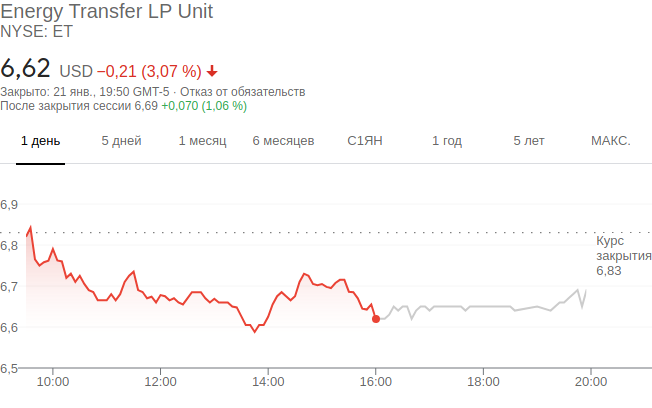 Energy Transfer LP Unit
NYSE: ET
6,62 USD −0,21 (3,07 %)
Закрыто: 21 янв., 19:50 GMT-5 · Отказ от обязательств
После закрытия сессии 6,69 +0,070 (1,06 %)
1 день 5 дней 1 месяц 6 месяцев С1ЯН 1 год 5 лет МАКС.
6,9
6,8
Курс
закрытия
6,83
6,7
6,6
6,5
10:00 12:00 14:00 16:00 18:00 20:00